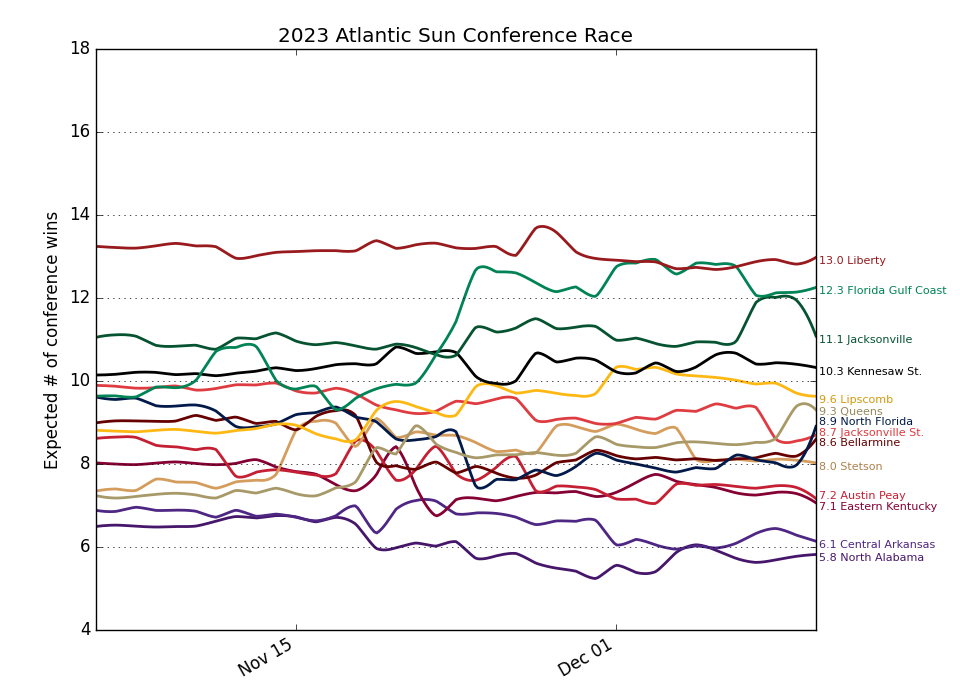 2023 Atlantic Sun Conference Race
Expected # of conference wins
18
16
14
12
10
8
6
4
Nov 15
Dec 01
13.0 Liberty
12.3 Florida Gulf Coast
11.1 Jacksonville
10.3 Kennesaw St.
9.6 Lipscomb
9.3 Queens
8.9 North Florida
8.7 Jacksonville St.
8.6 Bellarmine
8.0 Stetson
7.2 Austin Peay
7.1 Eastern Kentucky
6.1 Central Arkansas
5.8 North Alabama